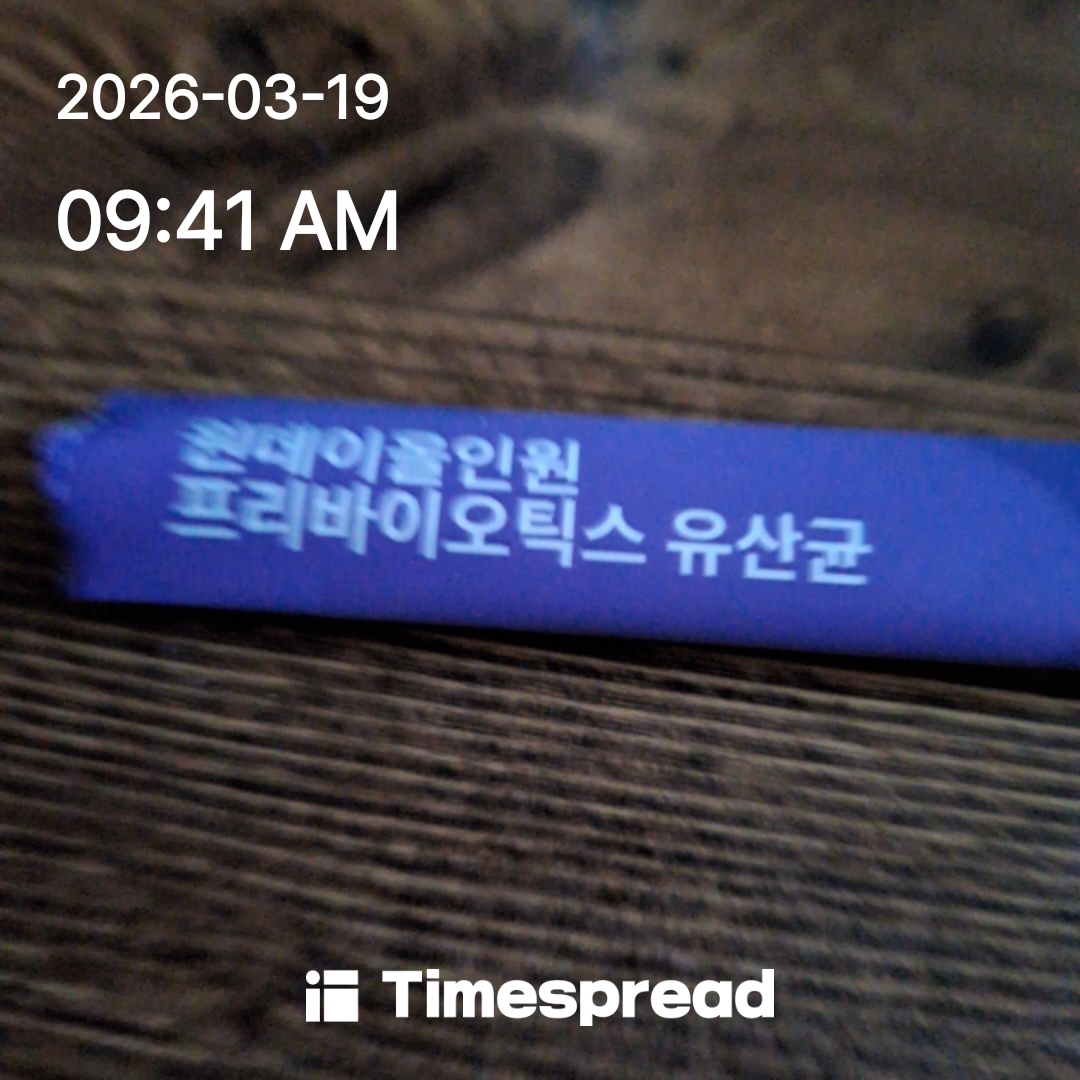 2026-03-19
09:41 AM
원데이올인원
프리바이오틱스 유산균
Timespread